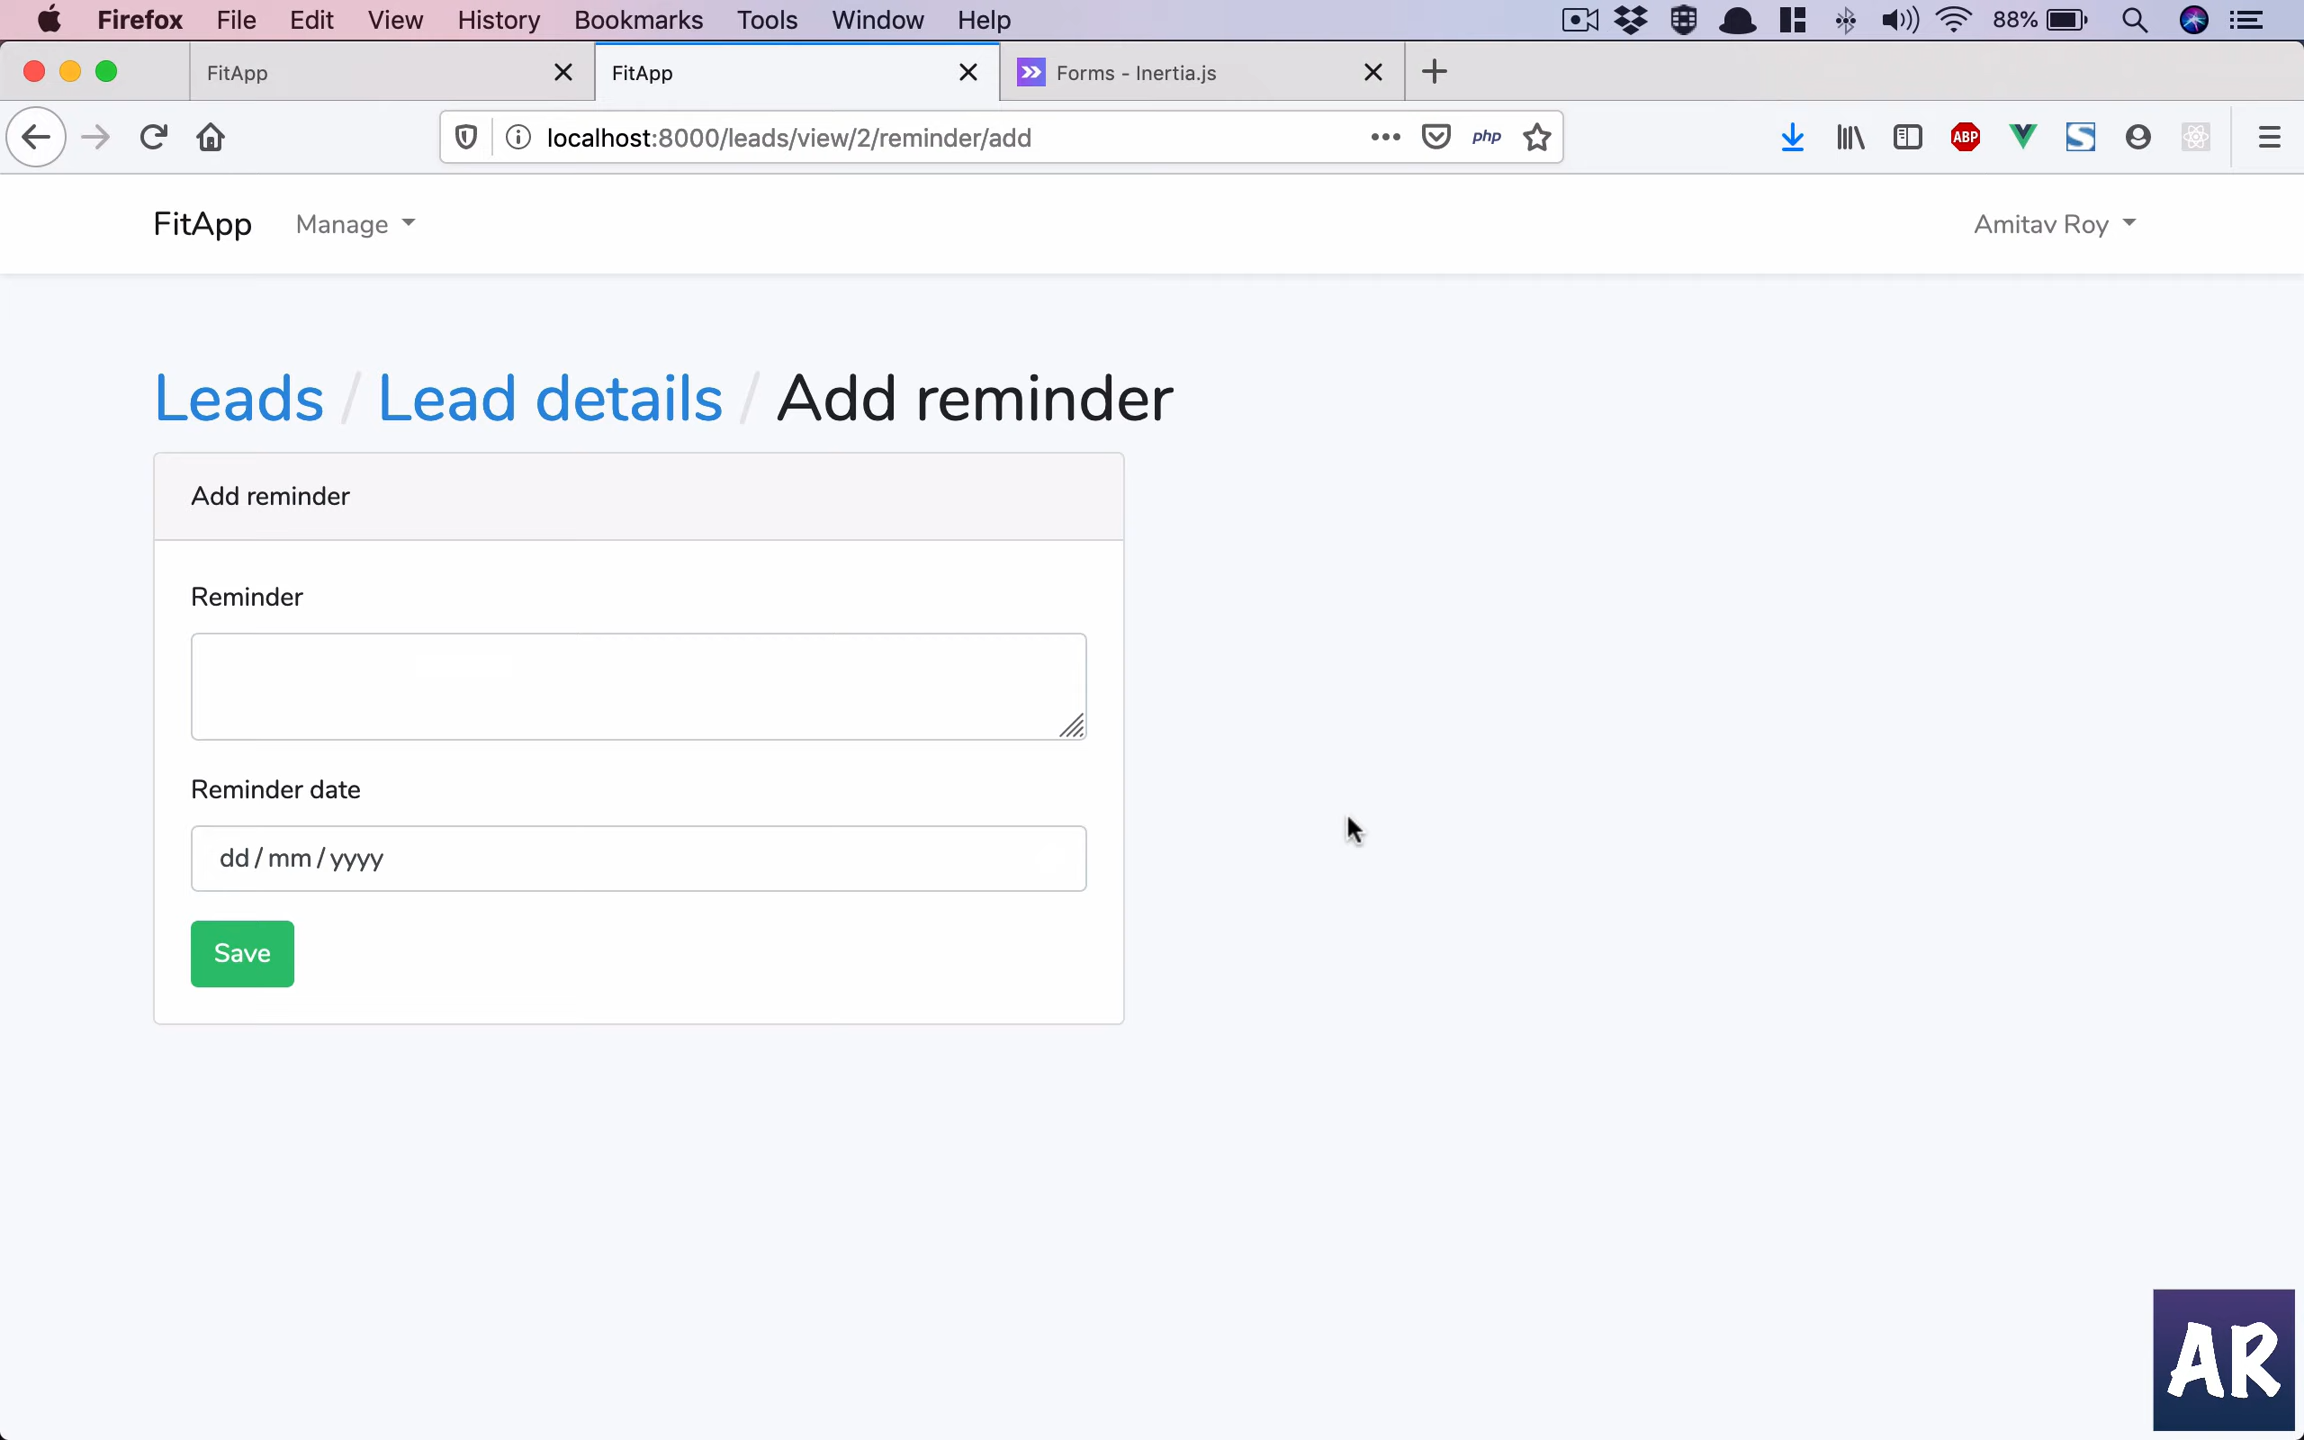 Firefox File Edit View History Bookmarks Tools Window Help 88%
FitApp FitApp Forms - Inertia.js
localhost:8000/leads/view/2/reminder/add php ABP
FitApp Manage Amitav Roy
Leads / Lead details / Add reminder
Add reminder
Reminder
Reminder date
dd / mm / yyyy
Save
AR